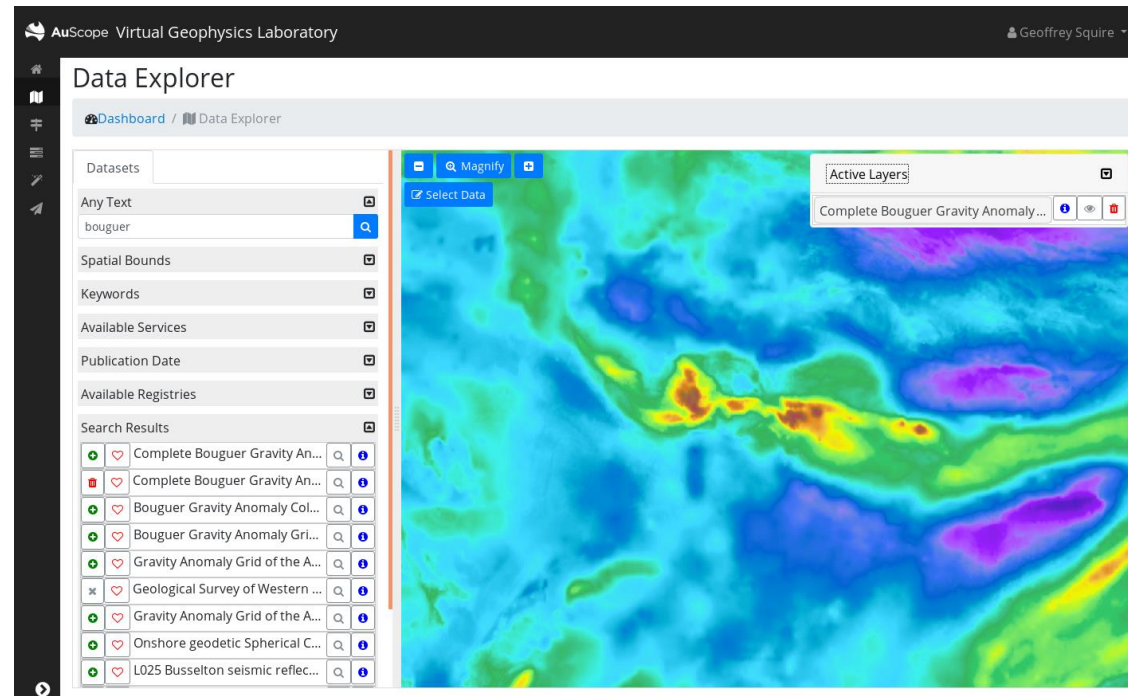 AuScope Virtual Geophysics Laboratory
Geoffrey Squire
Data Explorer
Dashboard / Data Explorer
Datasets
Any Text
bouguer
Spatial Bounds
Keywords
Available Services
Publication Date
Available Registries
Search Results
Complete Bouguer Gravity An...
Complete Bouguer Gravity An...
Bouguer Gravity Anomaly Col...
Bouguer Gravity Anomaly Gri...
Gravity Anomaly Grid of the A...
Geological Survey of Western ...
Gravity Anomaly Grid of the A...
Onshore geodetic Spherical C...
L025 Busselton seismic reflec...
Magnify
Select Data
Active Layers
Complete Bouguer Gravity Anomaly ...